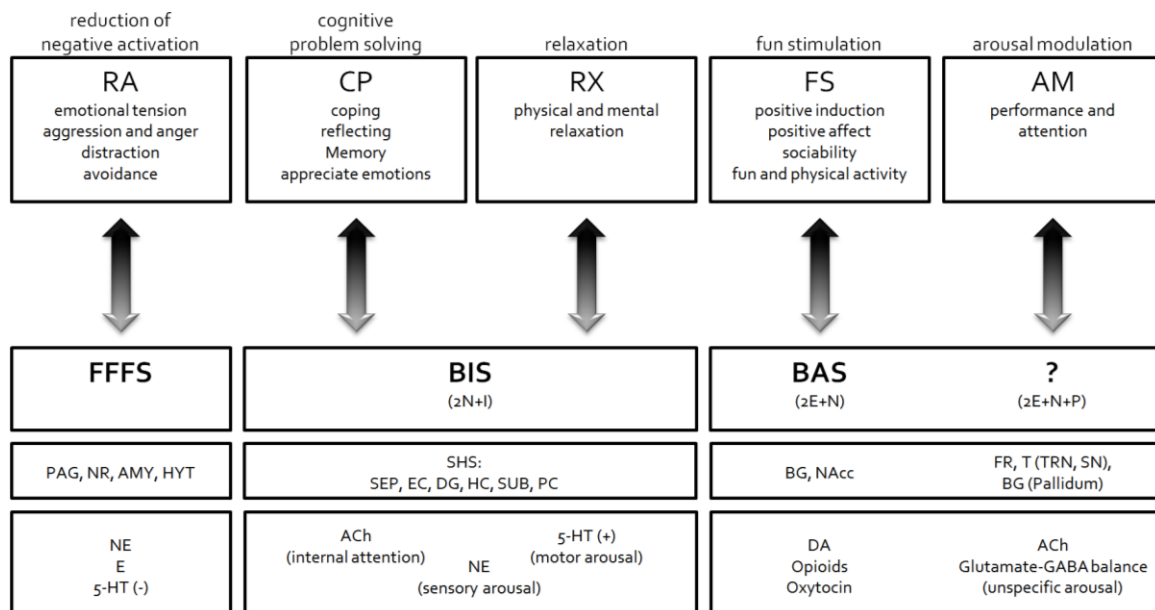 reduction of
negative activation
cognitive
problem solving
relaxation
fun stimulation
arousal modulation
RA
emotional tension
aggression and anger
distraction
avoidance
CP
coping
reflecting
Memory
appreciate emotions
RX
physical and mental
relaxation
FS
positive induction
positive affect
sociability
fun and physical activity
AM
performance and
attention
FFFS
BIS
(2N+I)
BAS
(2E+N)
?
(2E+N+P)
PAG, NR, AMY, HYT
SHS:
SEP, EC, DG, HC, SUB, PC
BG, NAcc
FR, T (TRN, SN),
BG (Pallidum)
NE
E
5-HT (-)
ACh
(internal attention)
5-HT (+)
(motor arousal)
NE
(sensory arousal)
DA
Opioids
Oxytocin
ACh
Glutamate-GABA balance
(unspecific arousal)